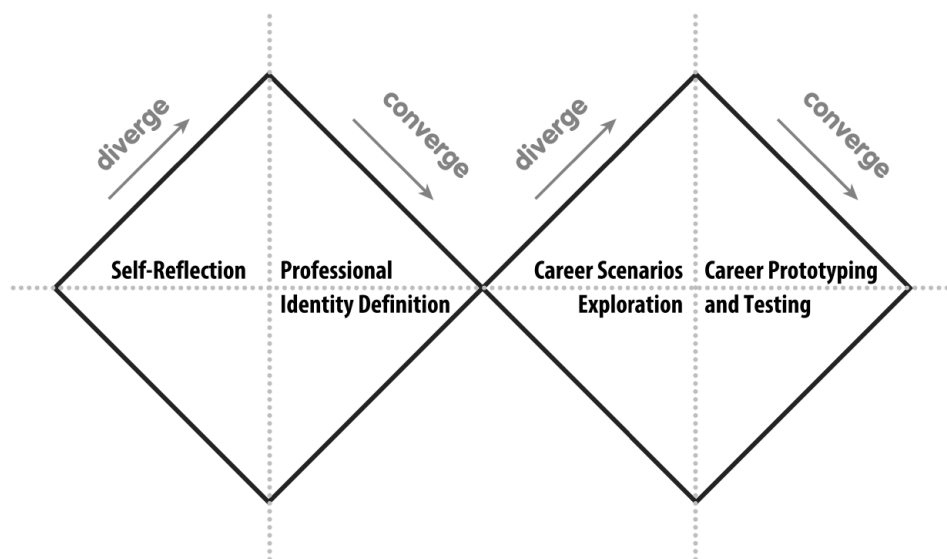 diverge
converge
diverge
converge
Self-Reflection
Professional
Identity Definition
Career Scenarios
Exploration
Career Prototyping
and Testing